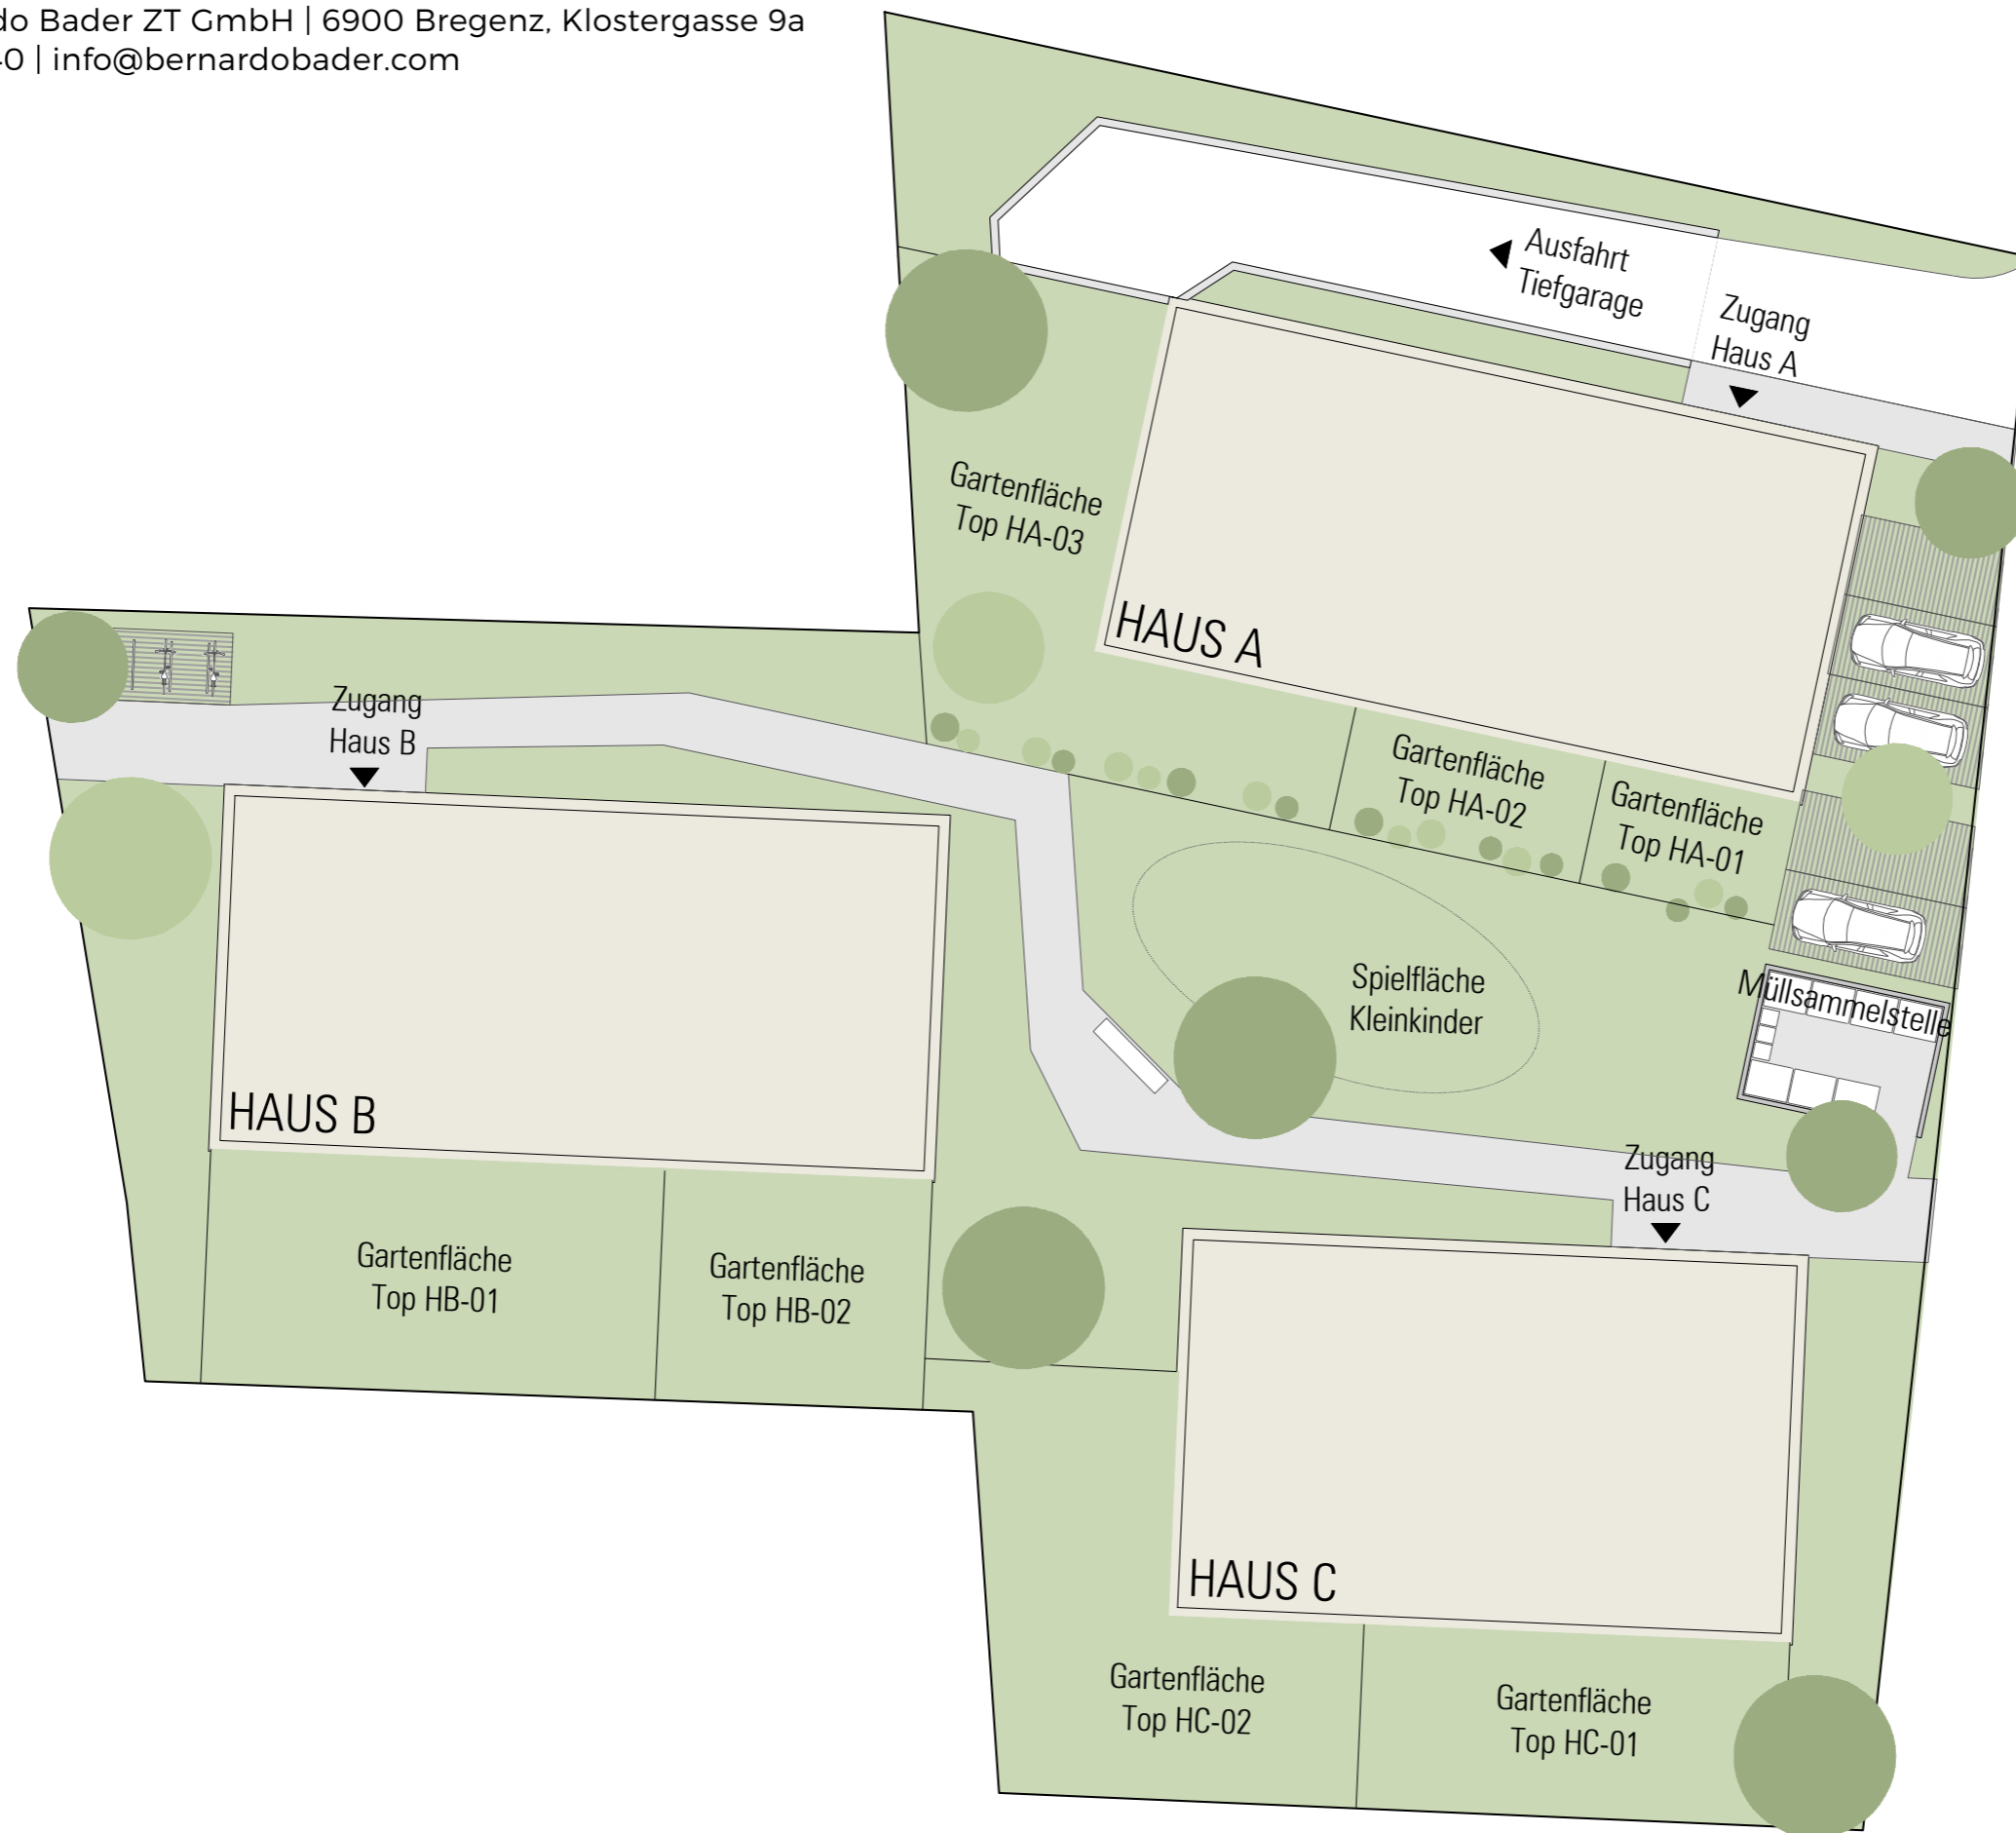 do Bader ZT GmbH | 6900 Bregenz, Klostergasse 9a
0 | info@bernardobader.com
Ausfahrt
Tiefgarage
Zugang
Haus A
Gartenfläche
Top HA-03
HAUS A
Zugang
Haus B
Gartenfläche
Top HA-02
Gartenfläche
Top HA-01
Spielfläche
Kleinkinder
Müllsammelstelle
HAUS B
Zugang
Haus C
Gartenfläche
Top HB-01
Gartenfläche
Top HB-02
HAUS C
Gartenfläche
Top HC-02
Gartenfläche
Top HC-01